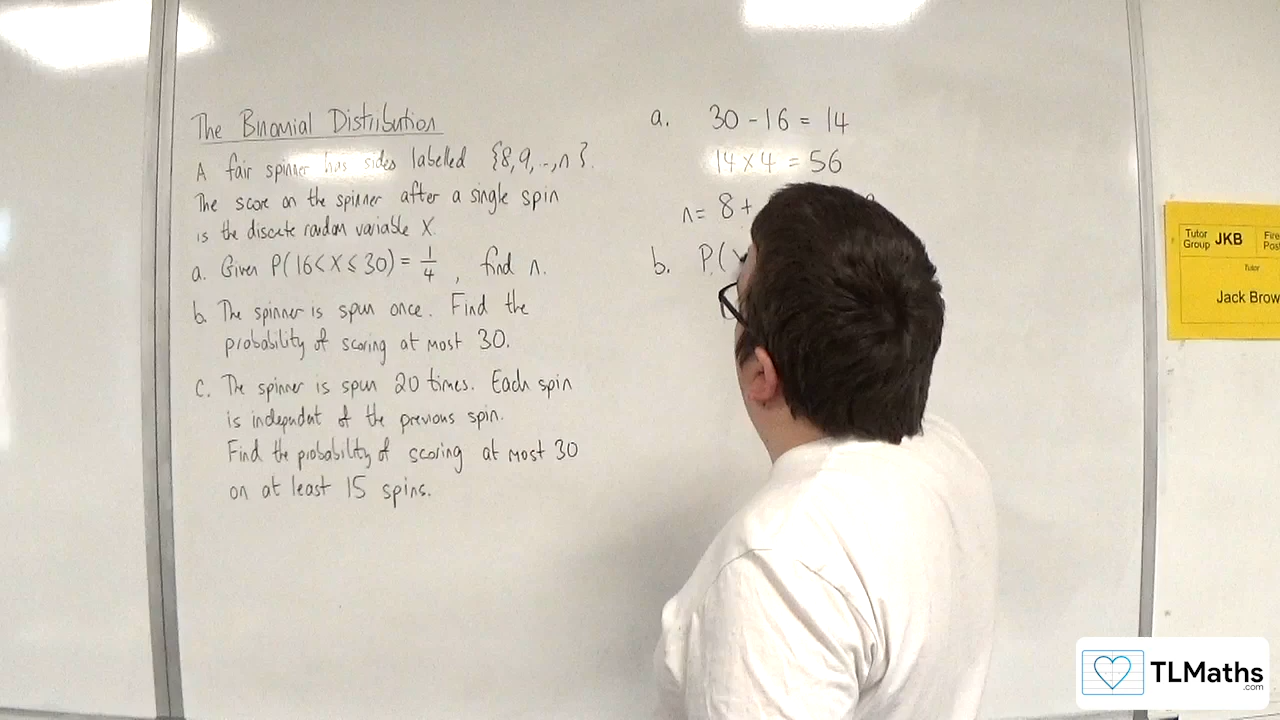 The Binomial Distribution
A fair spinner has sides labelled {8,9,..,n}.
The score on the spinner after a single spin
is the discrete random variable X.
a. Given P(16<X≤30) = 1/4, find n.
b. The spinner is spun once. Find the
probability of scoring at most 30.
c. The spinner is spun 20 times. Each spin
is independent of the previous spin.
Find the probability of scoring at most 30
on at least 15 spins.
a. 30 - 16 = 14
14 × 4 = 56
n = 8 +
b. P(
Tutor Group JKB
Tutor
Jack
TLMaths
.com